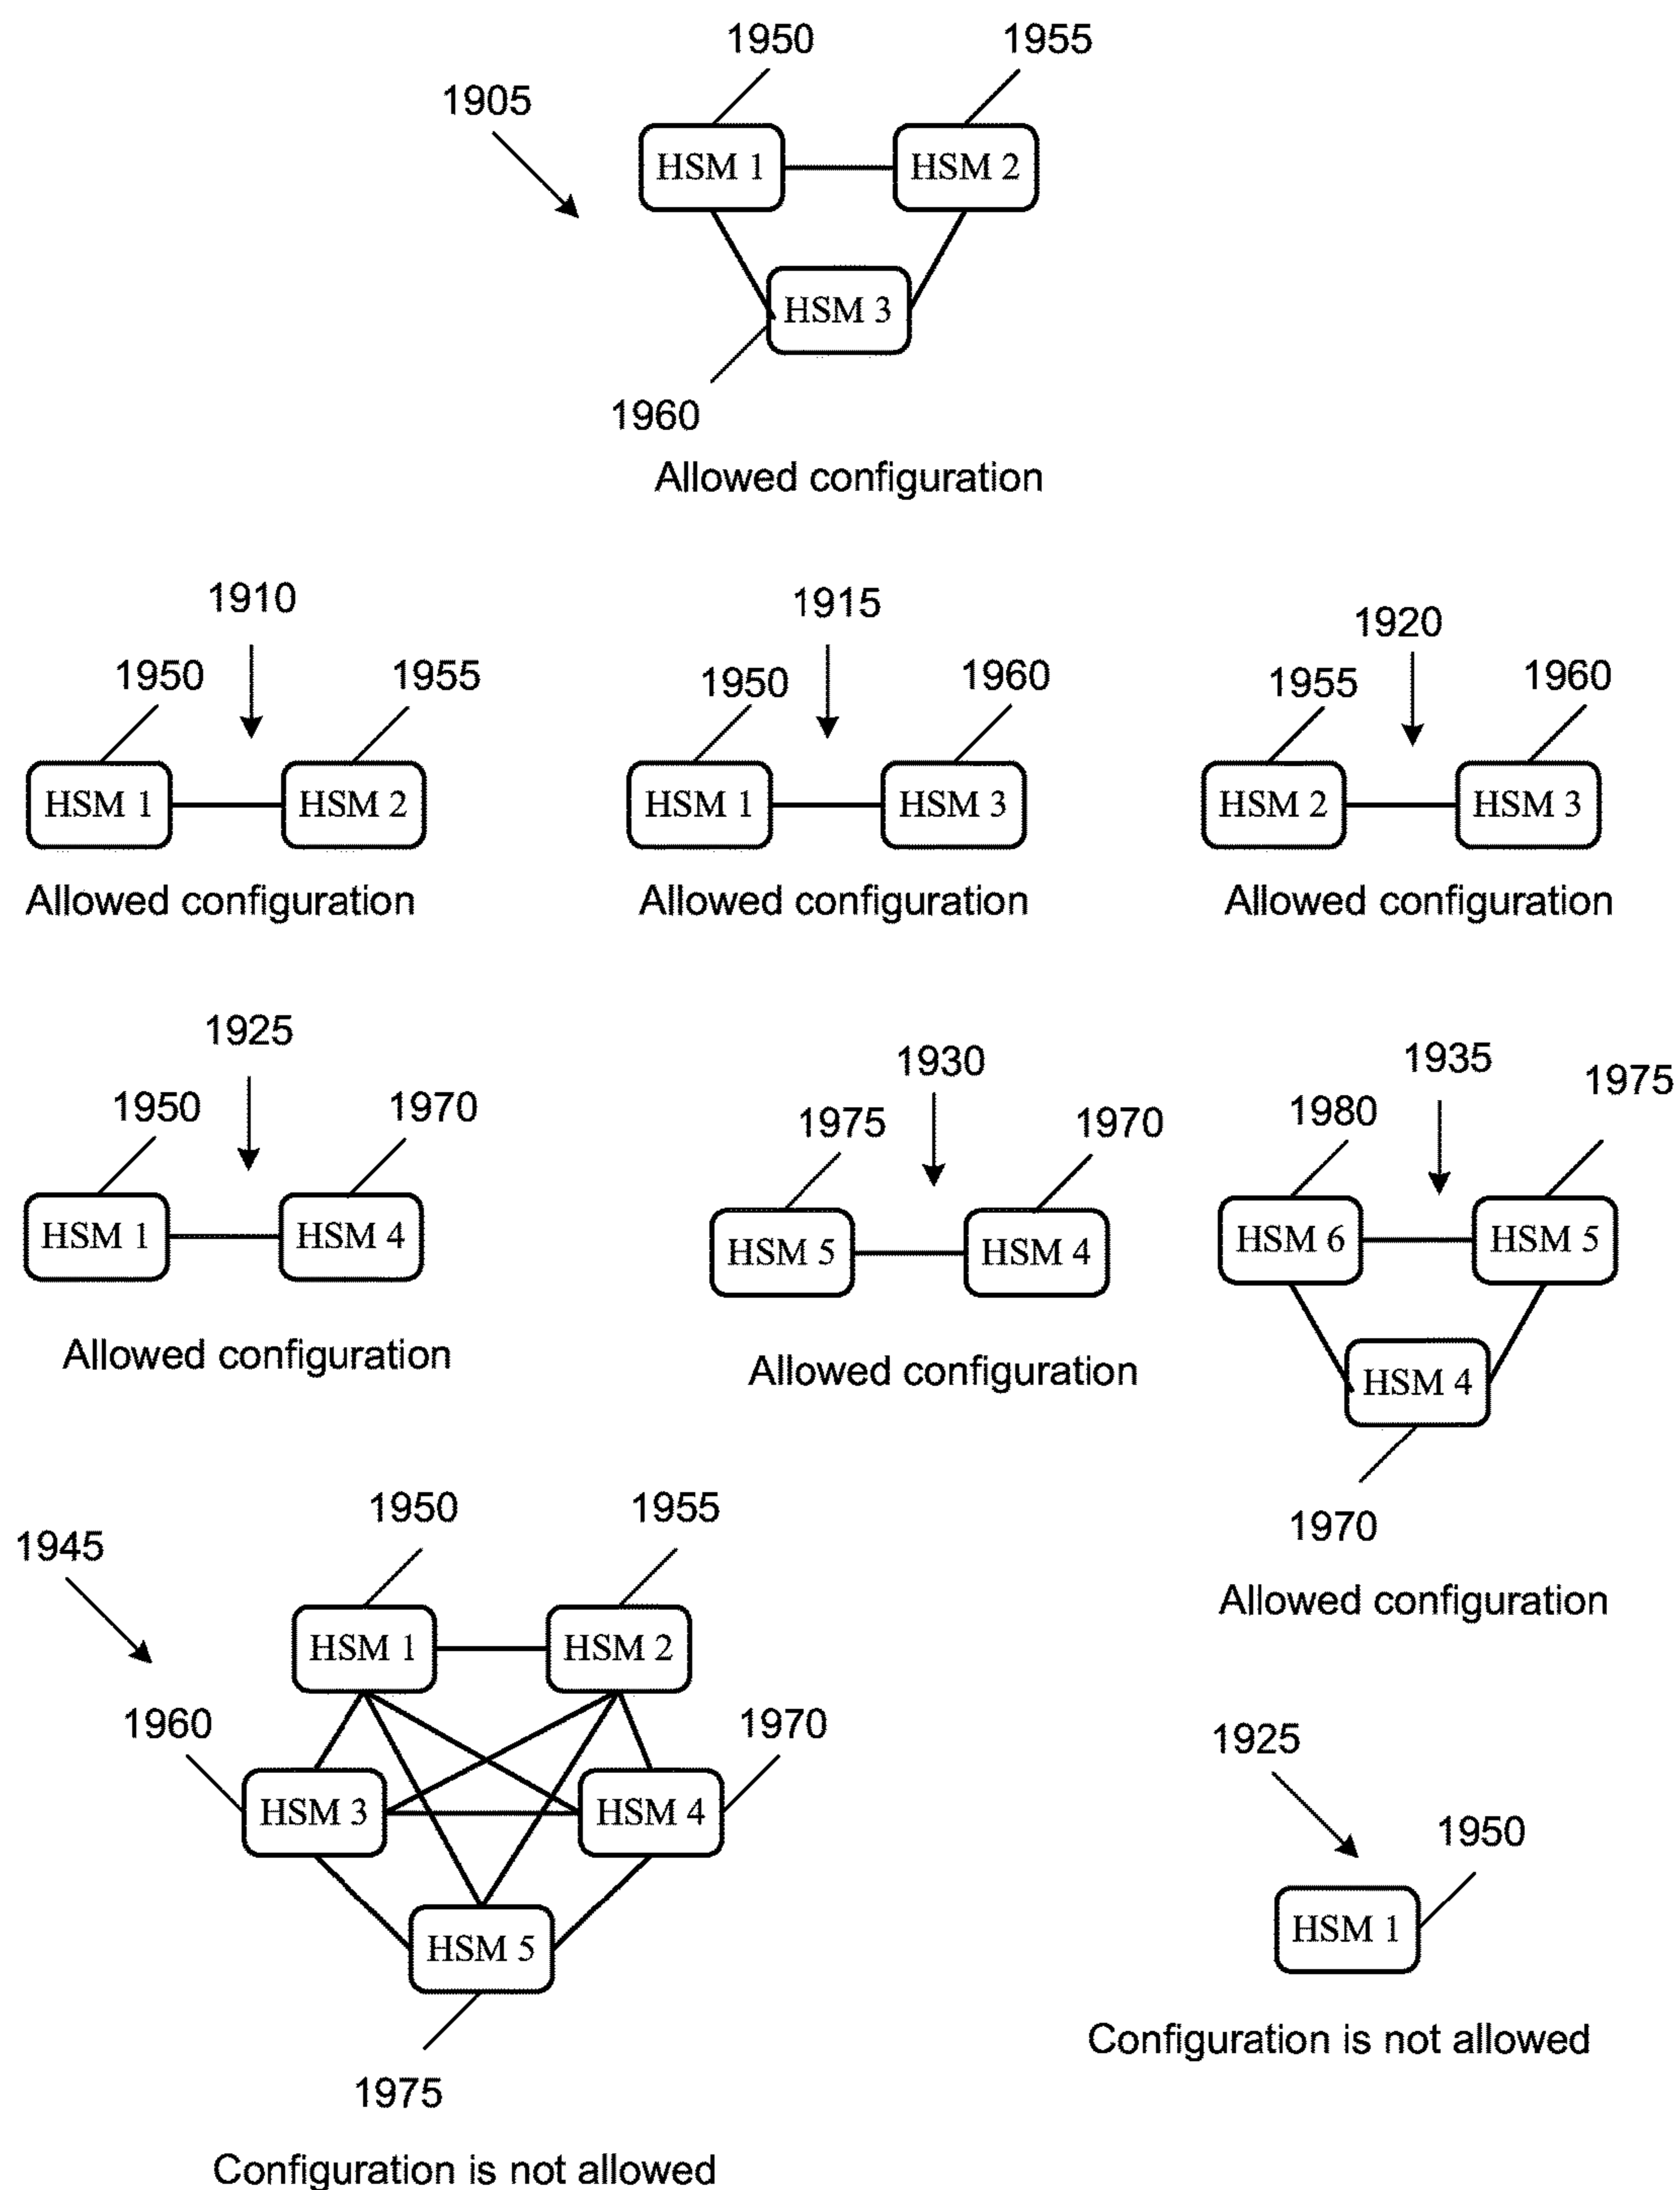 1950 1955
1905
HSM 1 HSM 2
HSM 3
1960
Allowed configuration
1910 1915 1920
1950 1955 1950 1960 1955 1960
HSM 1 HSM 2 HSM 1 HSM 3 HSM 2 HSM 3
Allowed configuration Allowed configuration Allowed configuration
1925 1930 1935
1950 1970 1975 1970 1980 1975
HSM 1 HSM 4 HSM 5 HSM 4 HSM 6 HSM 5
HSM 4
Allowed configuration Allowed configuration
1970
Allowed configuration
1950 1955
1945
HSM 1 HSM 2
1960 1970
HSM 3 HSM 4
HSM 5
1975
Configuration is not allowed
1925
1950
HSM 1
Configuration is not allowed